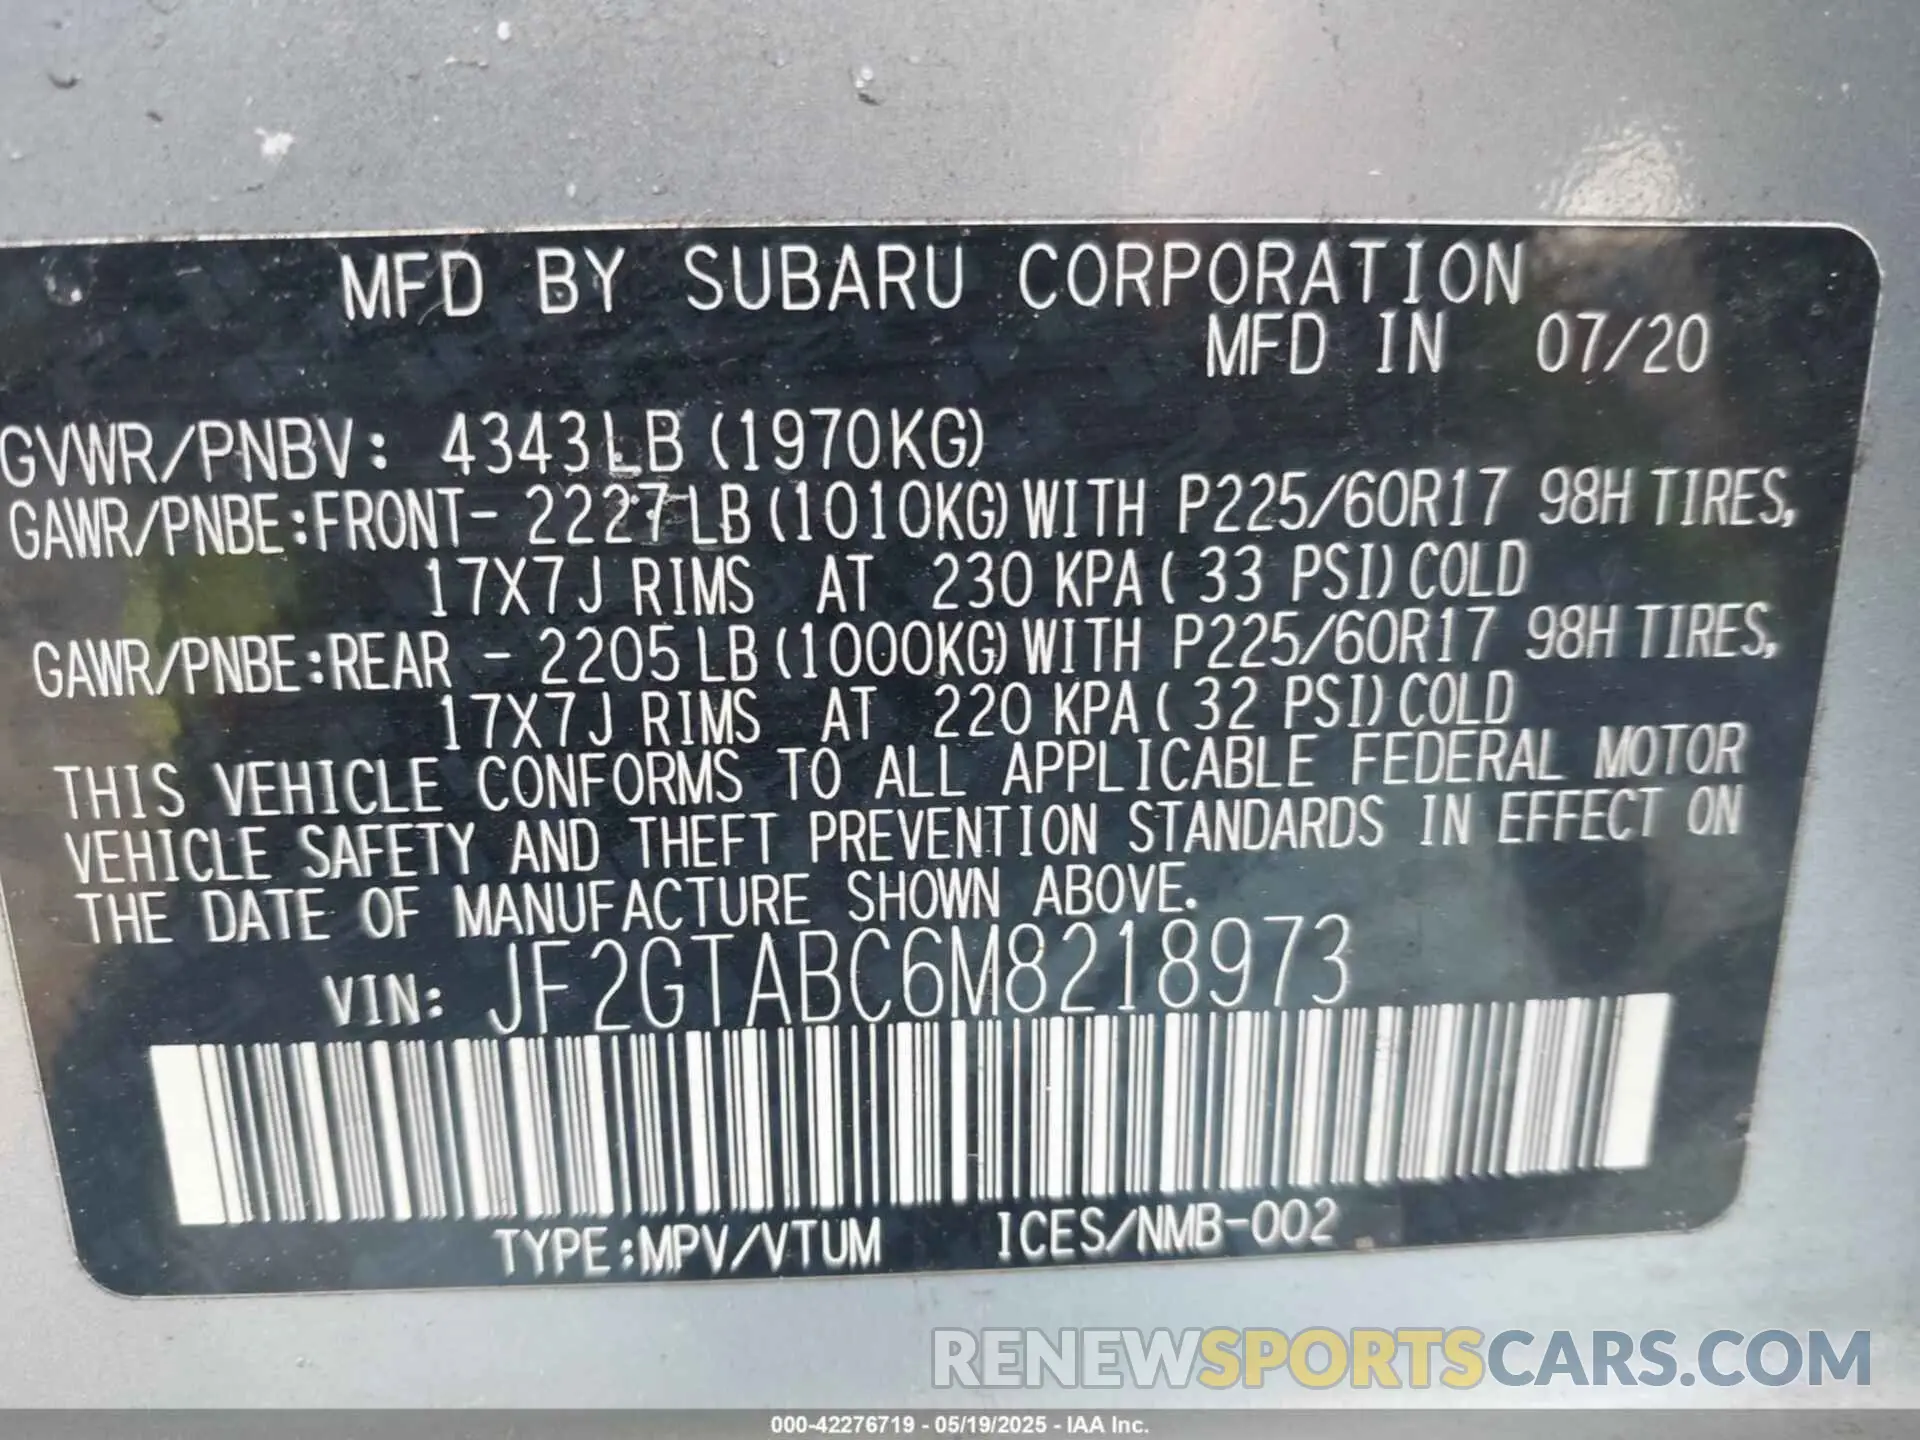 MFD BY SUBARU CORPORATION
MFD IN 07/20
GVWR/PNBV: 4343LB (1970KG)
GAWR/PNBE:FRONT- 2227LB (1010KG) WITH P225/60R17 98H TIRES,
17X7J RIMS AT 230 KPA ( 33 PSI) COLD
GAWR/PNBE:REAR - 2205LB (1000KG) WITH P225/60R17 98H TIRES,
17X7J RIMS AT 220 KPA ( 32 PSI) COLD
THIS VEHICLE CONFORMS TO ALL APPLICABLE FEDERAL MOTOR
VEHICLE SAFETY AND THEFT PREVENTION STANDARDS IN EFFECT ON
THE DATE OF MANUFACTURE SHOWN ABOVE.
VIN: JF2GTABC6M8218973
TYPE:MPV/VTUM ICES/NMB-002
RENEWSPORTSCARS.COM
000-42276719 - 05/19/2025 - IAA Inc.